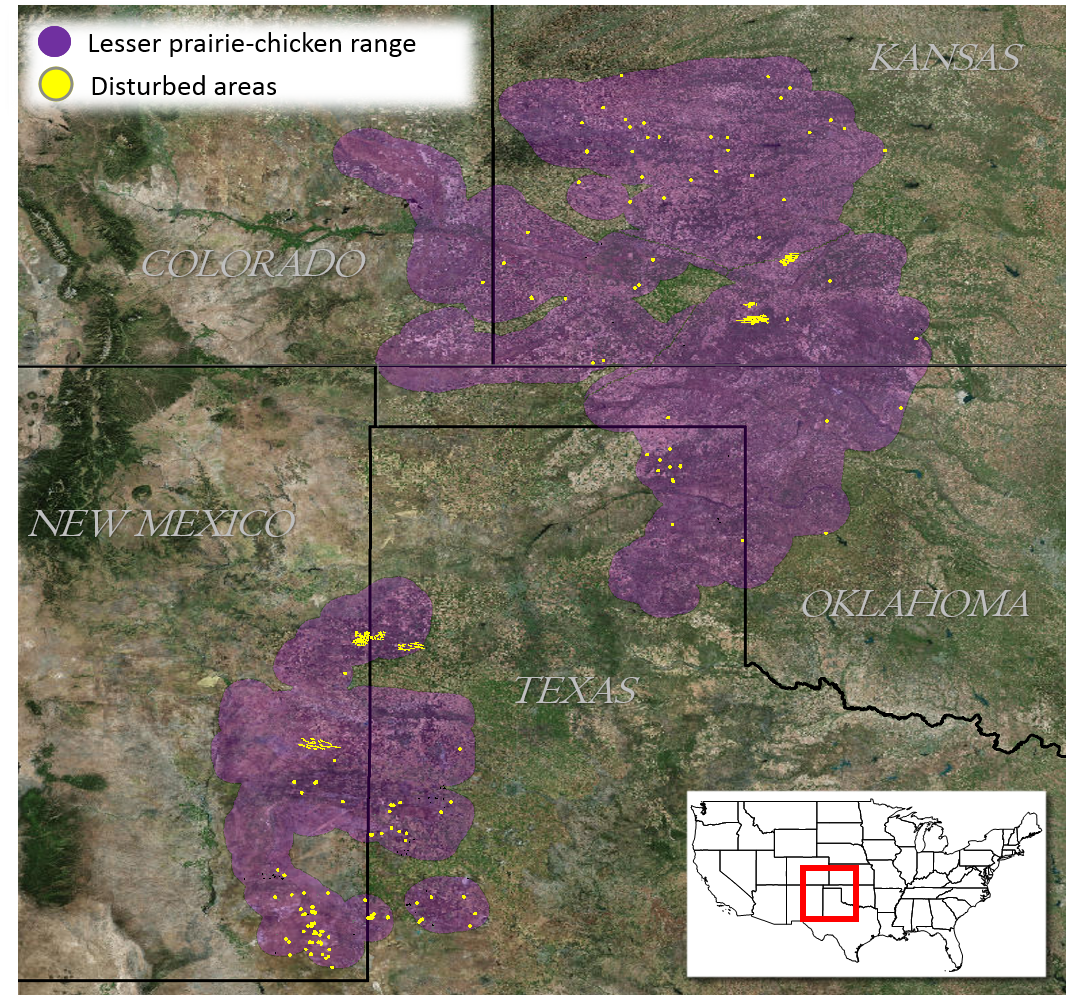 Lesser prairie-chicken range
Disturbed areas
KANSAS
COLORADO
NEW MEXICO
OKLAHOMA
TEXAS